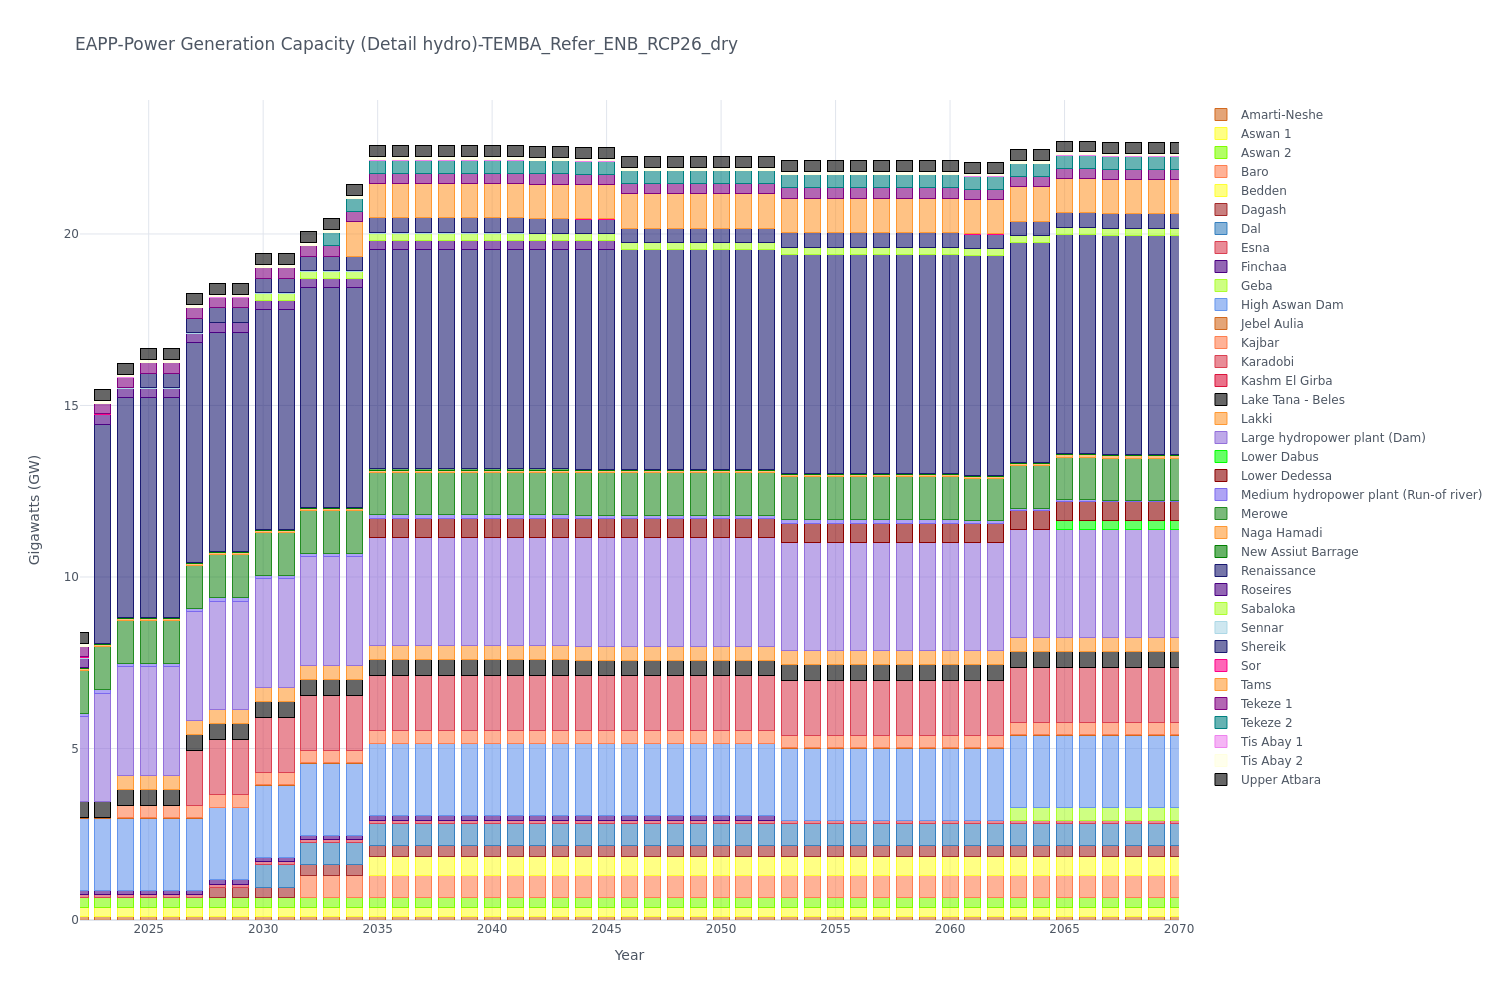 EAPP-Power Generation Capacity (Detail hydro)-TEMBA_Refer_ENB_RCP26_dry
Gigawatts (GW)
20
15
10
5
0
2025
2030
2035
2040
2045
2050
2055
2060
2065
2070
Year
Amarti-Neshe
Aswan 1
Aswan 2
Baro
Bedden
Dagash
Dal
Esna
Finchaa
Geba
High Aswan Dam
Jebel Aulia
Kajbar
Karadobi
Kashm El Girba
Lake Tana - Beles
Lakki
Large hydropower plant (Dam)
Lower Dabus
Lower Dedessa
Medium hydropower plant (Run-of river)
Merowe
Naga Hamadi
New Assiut Barrage
Renaissance
Roseires
Sabaloka
Sennar
Shereik
Sor
Tams
Tekeze 1
Tekeze 2
Tis Abay 1
Tis Abay 2
Upper Atbara